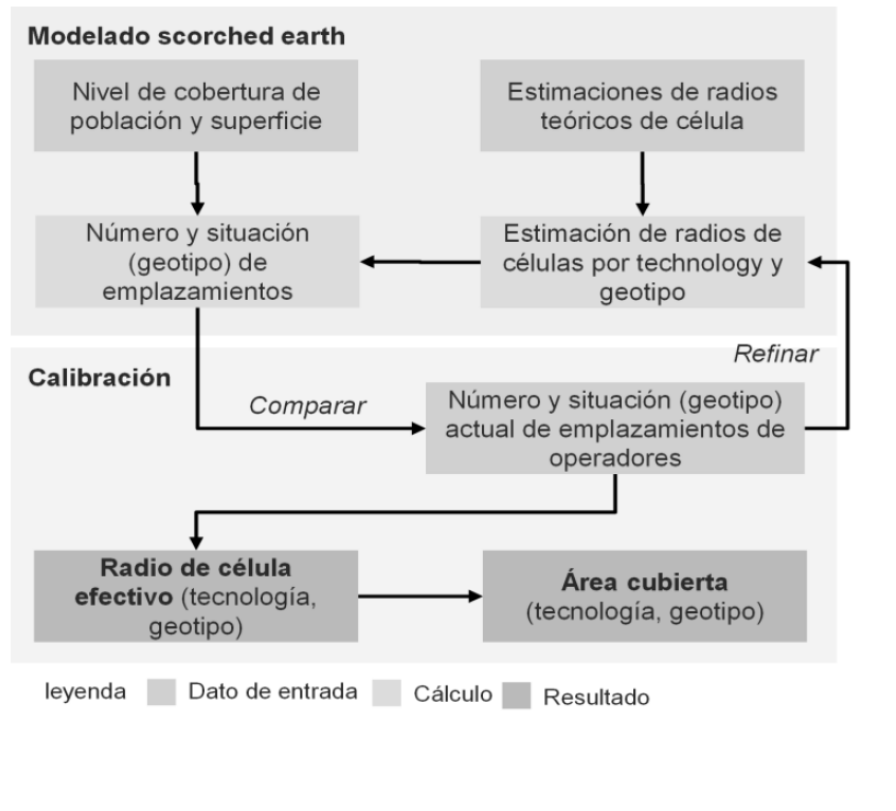 Modelado scorched earth
Nivel de cobertura de
población y superficie
Estimaciones de radios
teóricos de célula
Número y situación
(geotipo) de
emplazamientos
Estimación de radios de
células por technology y
geotipo
Refinar
Calibración
Comparar
Número y situación (geotipo)
actual de emplazamientos de
operadores
Radio de célula
efectivo (tecnología,
geotipo)
Área cubierta
(tecnología, geotipo)
leyenda Dato de entrada Cálculo Resultado